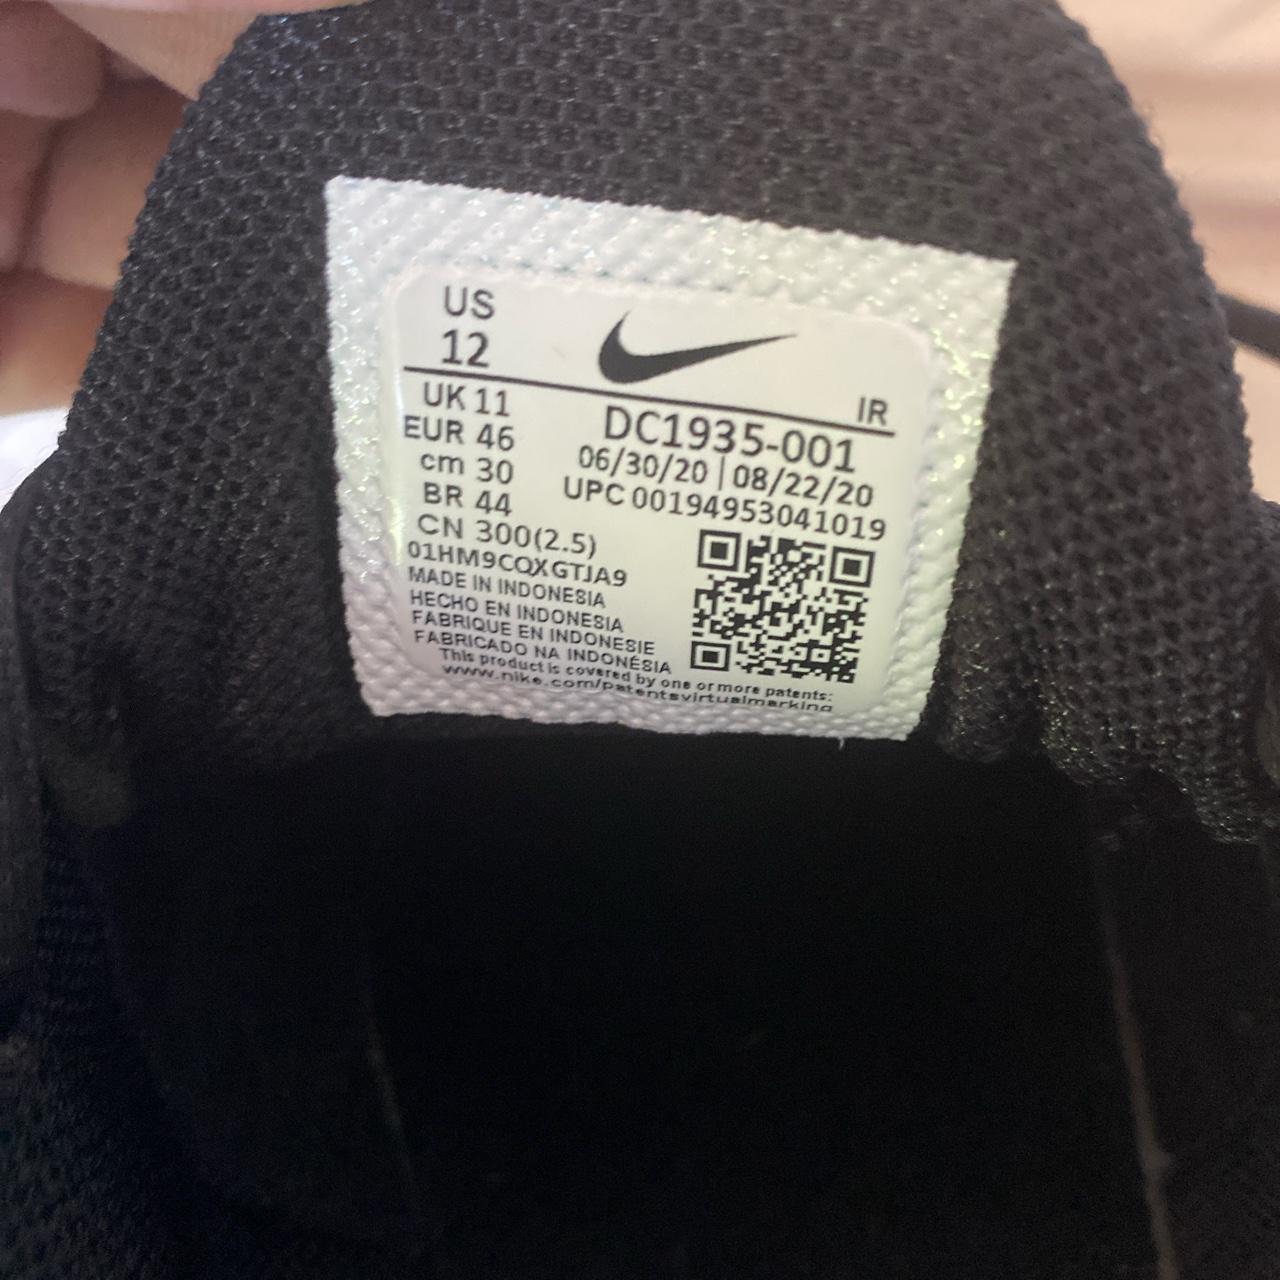 US
12
IR
UK 11
EUR 46
cm 30
BR 44
CN 300(2.5)
DC1935-001
06/30/20 | 08/22/20
UPC 00194953041019
01HM9CQXGTJA9
MADE IN INDONESIA
HECHO EN INDONESIA
FABRIQUE EN INDONESIE
FABRICADO NA INDONÉSIA
This product is covered by one or more patents:
www.nike.com/patentsvirtualmarking